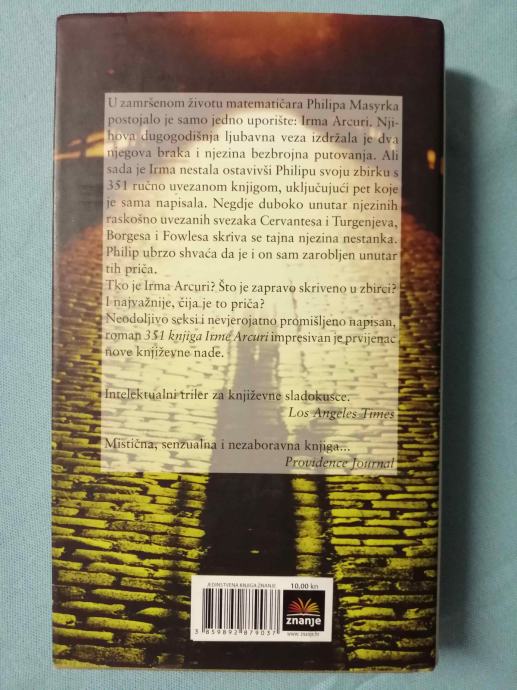 U zamršenom životu matematičara Philipa Masyrka
postojalo je samo jedno uporište: Irma Arcuri. Nji-
hova dugogodišnja ljubavna veza izdržala je dva
njegova braka i njezina bezbrojna putovanja. Ali
sada je Irma nestala ostavivši Philipu svoju zbirku s
351 ručno uvezanom knjigom, uključujući pet koje
je sama napisala. Negdje duboko unutar njezinih
raskošno uvezanih svezaka Cervantesa i Turgenjeva,
Borgesa i Fowlesa skriva se tajna njezina nestanka.
Philip ubrzo shvaća da je i on sam zarobljen unutar
tih priča.
Tko je Irma Arcuri? Što je zapravo skriveno u zbirci?
I najvažnije, čija je to priča?
Neodoljivo seksi i nevjerojatno promišljeno napisan,
roman 351 knjiga Irme Arcuri impresivan je prvijenac
nove književne nade.
Intelektualni triler za književne sladokusce.
Los Angeles Times
Mistična, senzualna i nezaboravna knjiga...
Providence Journal
JEDINSTVENA KNJIGA ZNANJE 10,00 kn
3 859892 879037
znanje
www.znanje.hr